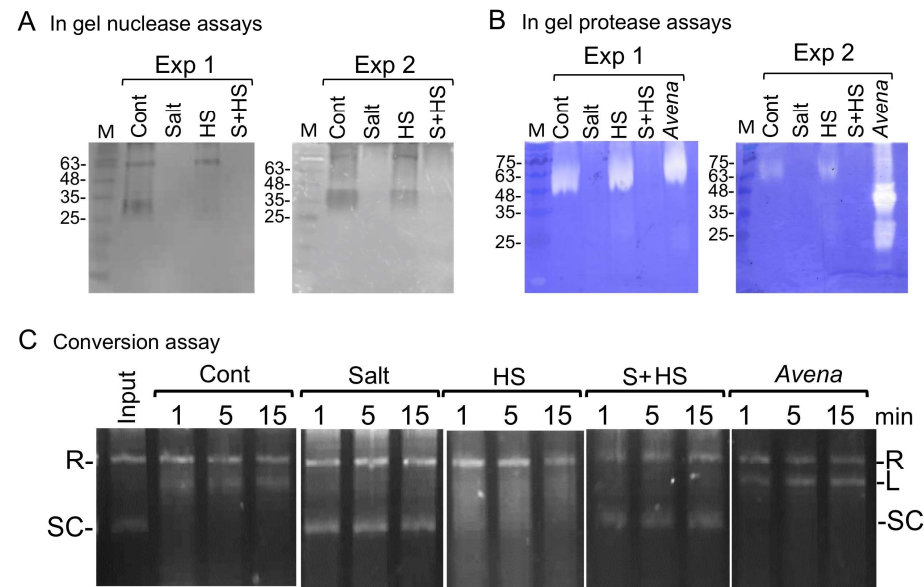 A In gel nuclease assays
Exp 1
Exp 2
M Cont Salt HS S+HS
M Cont Salt HS S+HS
63-
48-
35-
25-
63-
48-
35-
25-
B In gel protease assays
Exp 1
Exp 2
M Cont Salt HS S+HS Avena
M Cont Salt HS S+HS Avena
75-
63-
48-
35-
25-
75-
63-
48-
35-
25-
C Conversion assay
Input Cont Salt HS S+HS Avena
1 5 15 1 5 15 1 5 15 1 5 15 1 5 15 min
R- -R
-L
SC- -SC